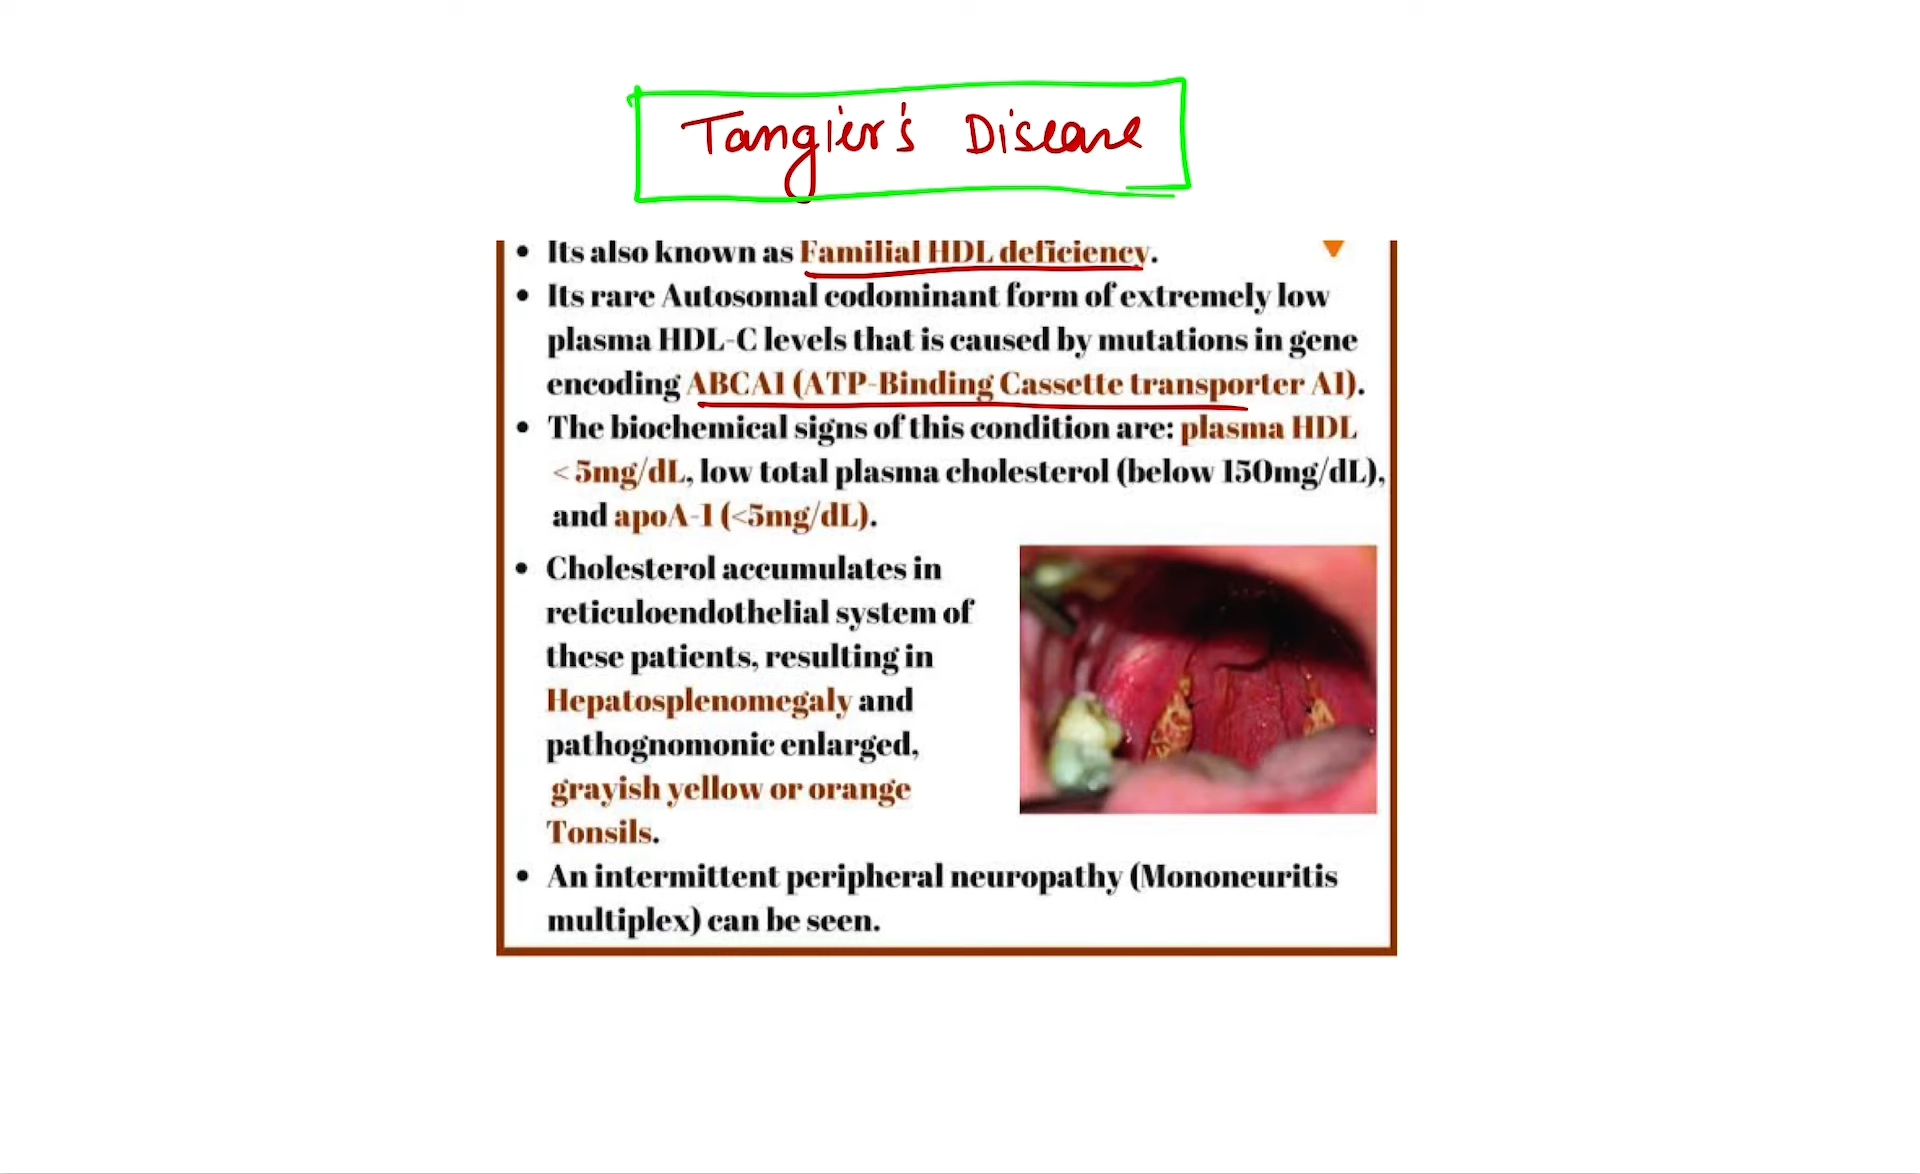 Tangier's Disease
• Its also known as Familial HDL deficiency.
• Its rare Autosomal codominant form of extremely low
plasma HDL-C levels that is caused by mutations in gene
encoding ABCA1 (ATP-Binding Cassette transporter A1).
• The biochemical signs of this condition are: plasma HDL
< 5mg/dL, low total plasma cholesterol (below 150mg/dL),
and apoA-1 (<5mg/dL).
• Cholesterol accumulates in
reticuloendothelial system of
these patients, resulting in
Hepatosplenomegaly and
pathognomonic enlarged,
grayish yellow or orange
Tonsils.
• An intermittent peripheral neuropathy (Mononeuritis
multiplex) can be seen.